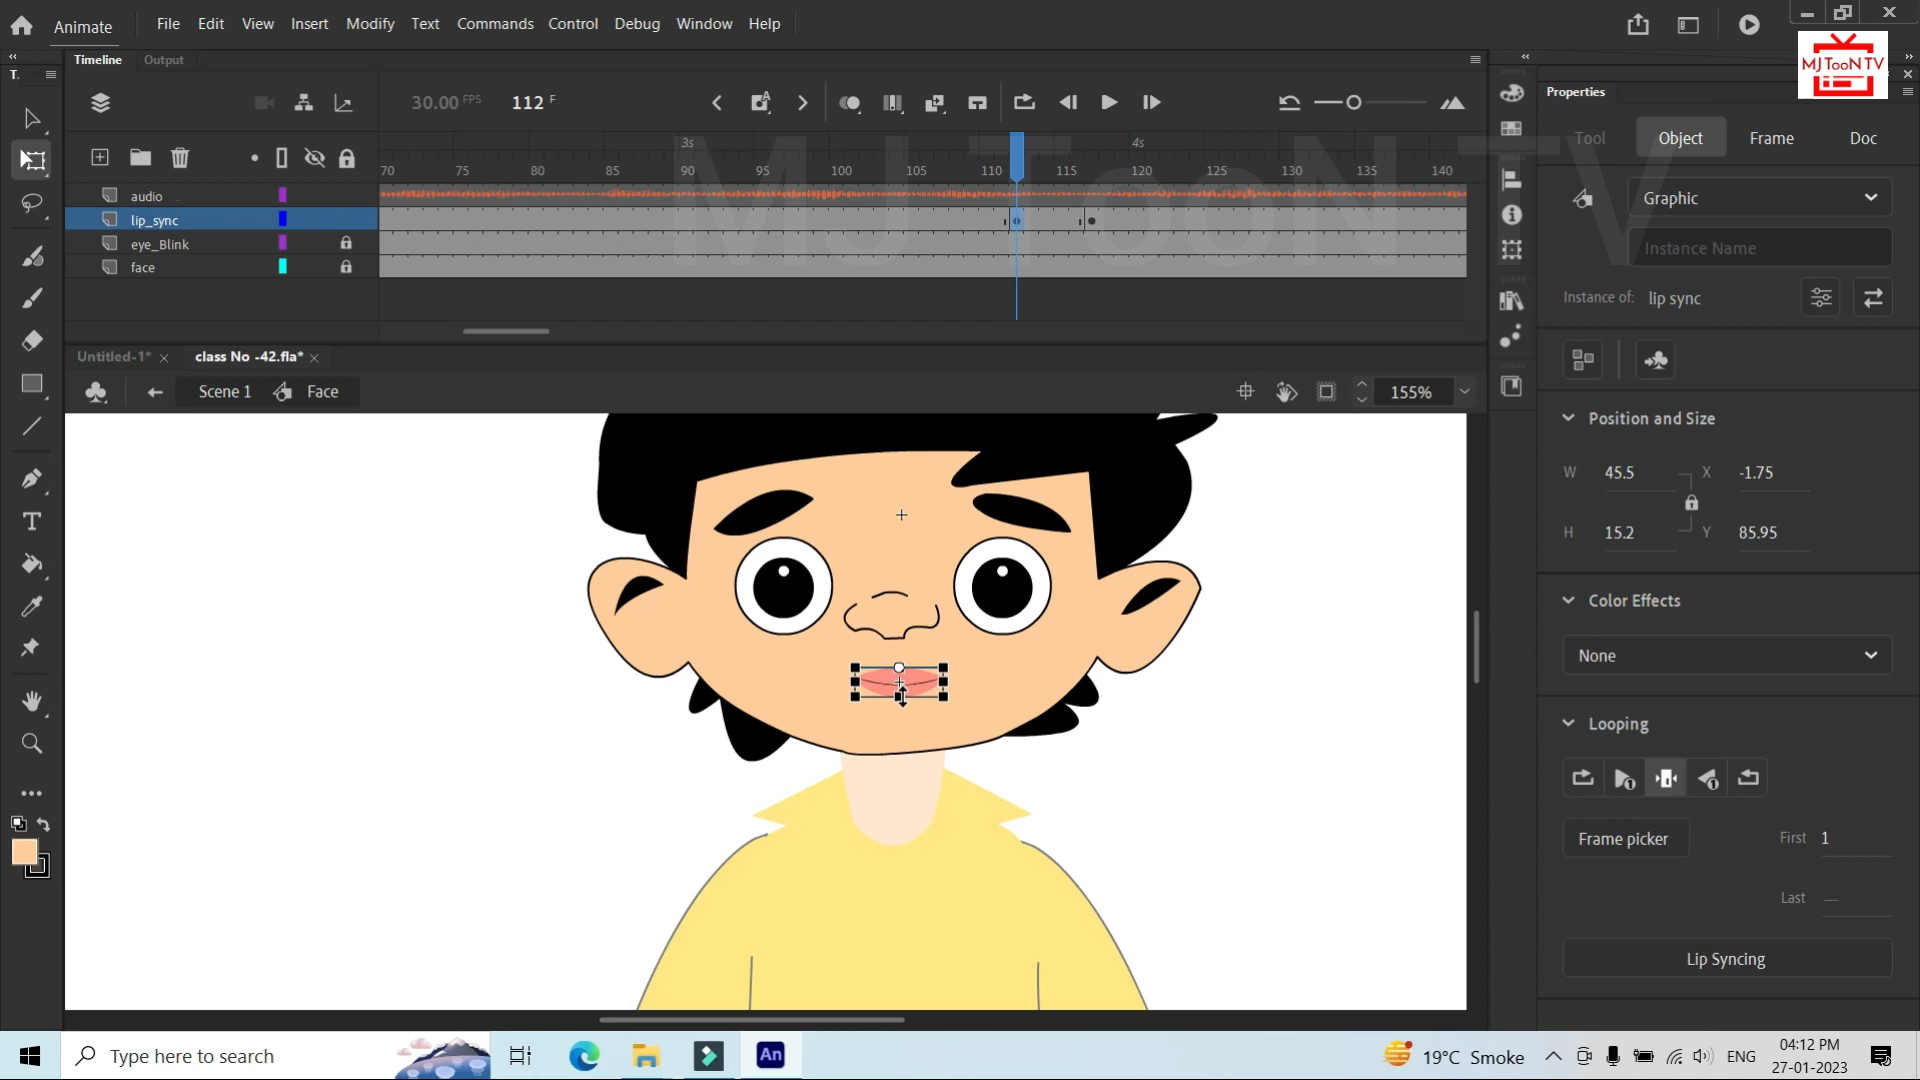 Animate
File Edit View Insert Modify Text Commands Control Debug Window Help
MJTooNTV
Timeline Output
T.
30.00 FPS 112 F
3s 4s
70 75 80 85 90 95 100 105 110 115 120 125 130 135 140
audio
lip_sync
eye_Blink
face
MJ TooN TV
Untitled-1* class No -42.fla*
Scene 1 Face
155%
Properties
Tool Object Frame Doc
Graphic
Instance Name
Instance of: lip sync
Position and Size
W 45.5 X -1.75
H 15.2 Y 85.95
Color Effects
None
Looping
Frame picker First 1
Last —
Lip Syncing
Type here to search
An
19°C Smoke
ENG
04:12 PM
27-01-2023